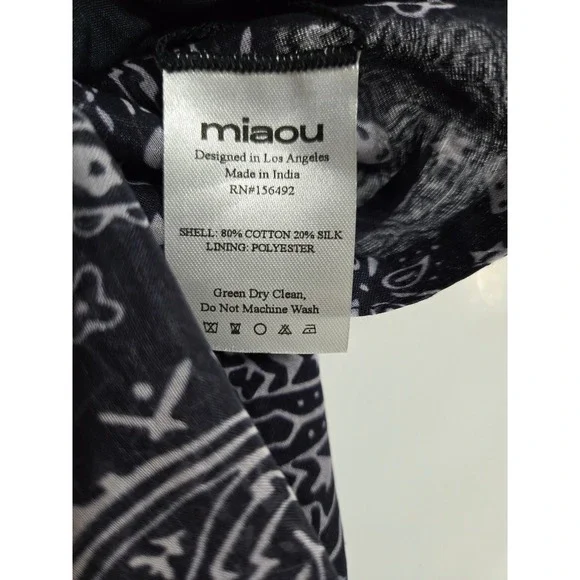 miaou
Designed in Los Angeles
Made in India
RN#156492
SHELL: 80% COTTON 20% SILK
LINING: POLYESTER
Green Dry Clean,
Do Not Machine Wash